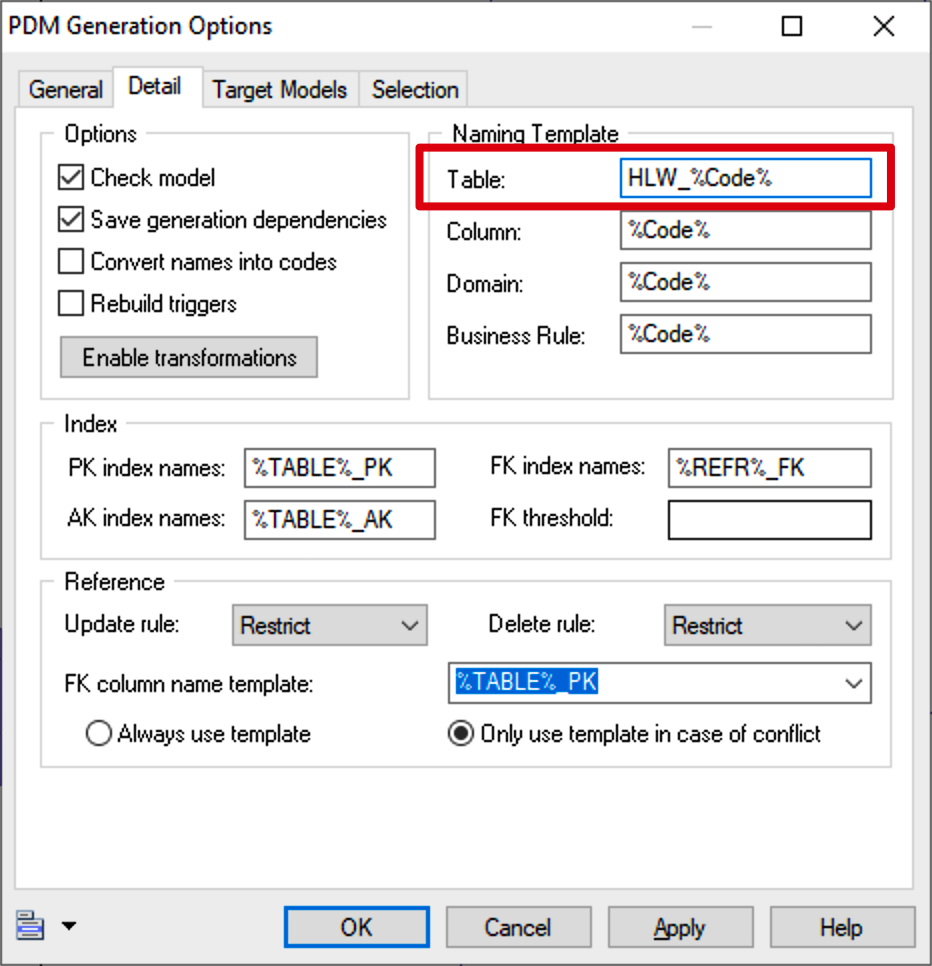 PDM Generation Options
General Detail Target Models Selection
Options
Check model
Save generation dependencies
Convert names into codes
Rebuild triggers
Enable transformations
Naming Template
Table: HLW_%Code%
Column: %Code%
Domain: %Code%
Business Rule: %Code%
Index
PK index names: %TABLE%_PK FK index names: %REFR%_FK
AK index names: %TABLE%_AK FK threshold:
Reference
Update rule: Restrict Delete rule: Restrict
FK column name template: %TABLE%_PK
Always use template Only use template in case of conflict
OK Cancel Apply Help